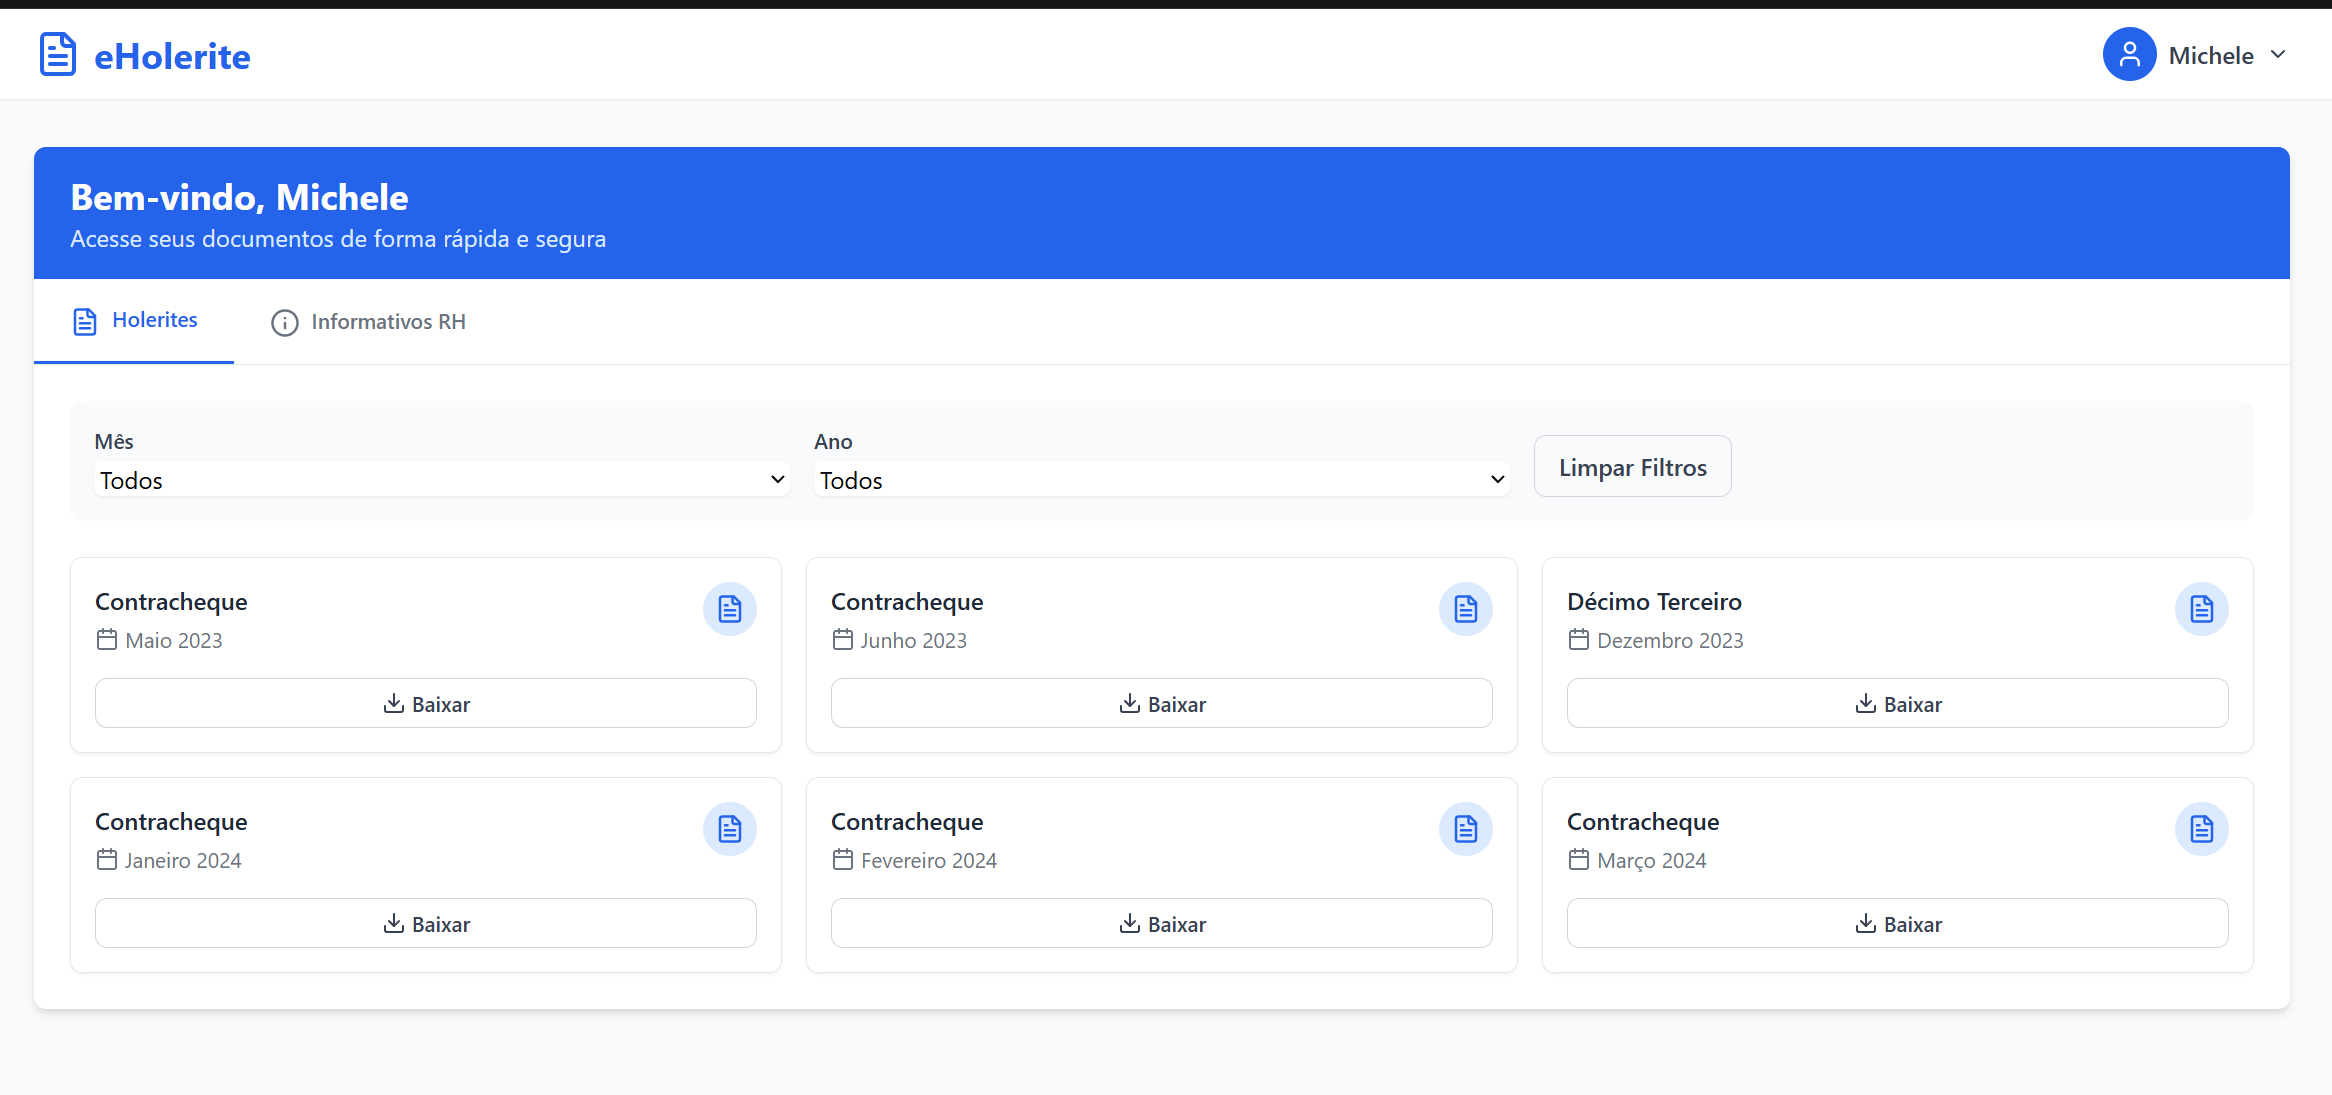 eHolerite
Michele
Bem-vindo, Michele
Acesse seus documentos de forma rápida e segura
Holerites
Informativos RH
Mês
Ano
Todos
Todos
Limpar Filtros
Contracheque
Maio 2023
Baixar
Contracheque
Junho 2023
Baixar
Décimo Terceiro
Dezembro 2023
Baixar
Contracheque
Janeiro 2024
Baixar
Contracheque
Fevereiro 2024
Baixar
Contracheque
Março 2024
Baixar